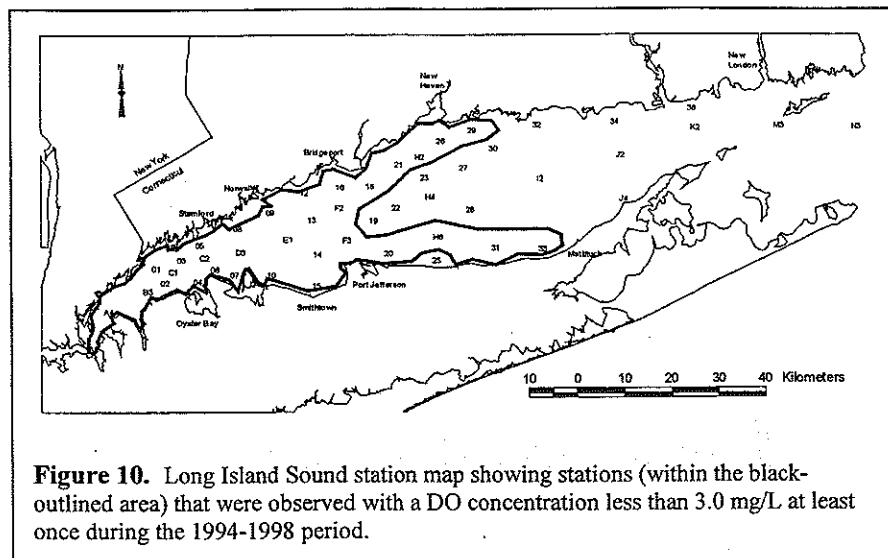 N
New Haven
New London
Bridgeport
New York
Connecticut
Norwalk
Stamford
29
26
30
32
34
38
K2
M3
N3
21
H2
23
27
J2
12
16
18
I2
09
F2
H4
22
28
J4
08
13
19
05
E1
F3
H6
03
C2
D3
14
20
25
31
33
01
C1
02
06
07
10
15
B3
Mattituck
Port Jefferson
Smithtown
Oyster Bay
10 0 10 20 30 40 Kilometers
Figure 10. Long Island Sound station map showing stations (within the black-
outlined area) that were observed with a DO concentration less than 3.0 mg/L at least
once during the 1994-1998 period.